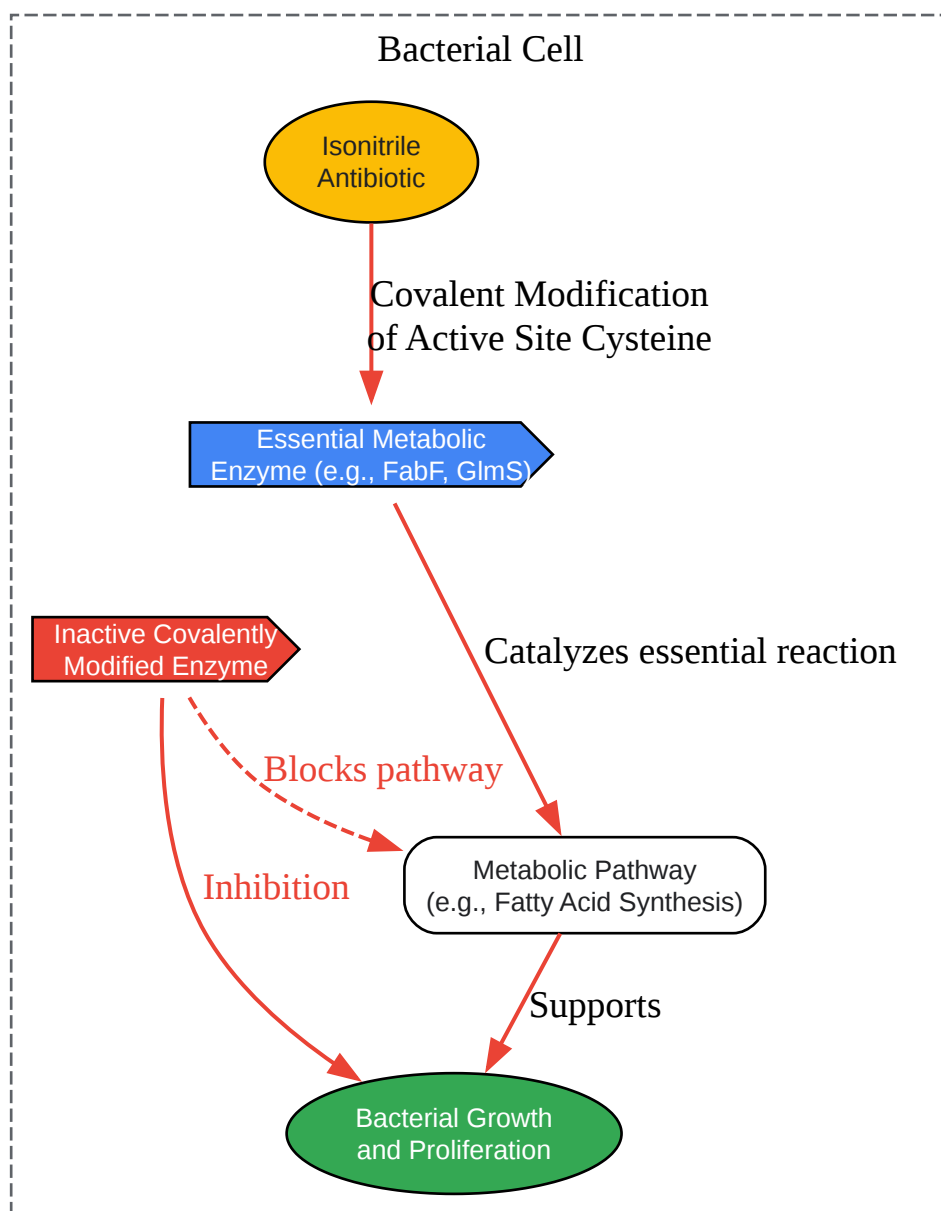 Bacterial Cell
Isonitrile
Antibiotic
Covalent Modification
of Active Site Cysteine
Essential Metabolic
Enzyme (e.g., FabF, GlmS)
Inactive Covalently
Modified Enzyme
Catalyzes essential reaction
Blocks pathway
Metabolic Pathway
(e.g., Fatty Acid Synthesis)
Inhibition
Supports
Bacterial Growth
and Proliferation